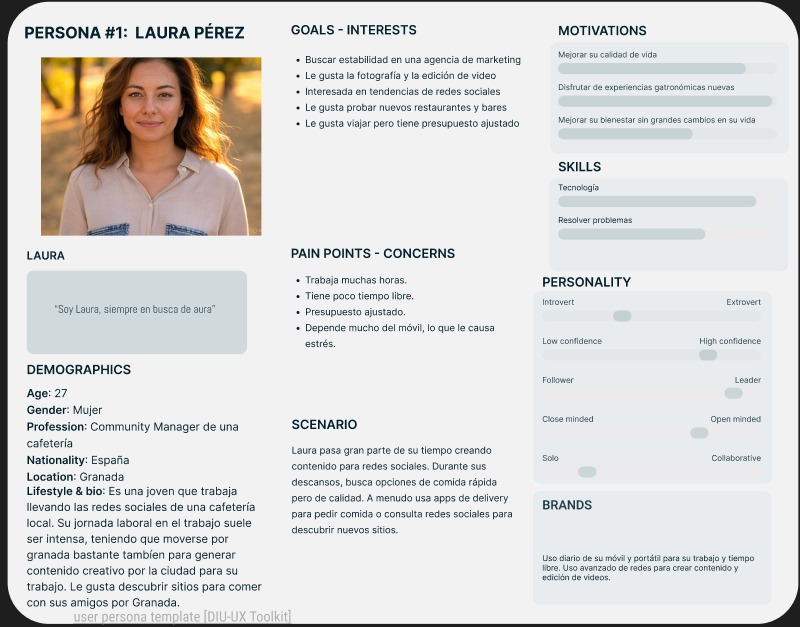 PERSONA #1: LAURA PÉREZ
LAURA
“Soy Laura, siempre en busca de aura”
DEMOGRAPHICS
Age: 27
Gender: Mujer
Profession: Community Manager de una
cafetería
Nationality: España
Location: Granada
Lifestyle & bio: Es una joven que trabaja
llevando las redes sociales de una cafetería
local. Su jornada laboral en el trabajo suele
ser intensa, teniendo que moverse por
granada bastante también para generar
contenido creativo por la ciudad para su
trabajo. Le gusta descubrir sitios para comer
con sus amigos por Granada.
user persona template [DIU-UX Toolkit]
GOALS - INTERESTS
• Buscar estabilidad en una agencia de marketing
• Le gusta la fotografía y la edición de video
• Interesada en tendencias de redes sociales
• Le gusta probar nuevos restaurantes y bares
• Le gusta viajar pero tiene presupuesto ajustado
PAIN POINTS - CONCERNS
• Trabaja muchas horas.
• Tiene poco tiempo libre.
• Presupuesto ajustado.
• Depende mucho del móvil, lo que le causa
estrés.
SCENARIO
Laura pasa gran parte de su tiempo creando
contenido para redes sociales. Durante sus
descansos, busca opciones de comida rápida
pero de calidad. A menudo usa apps de delivery
para pedir comida o consulta redes sociales para
descubrir nuevos sitios.
MOTIVATIONS
Mejorar su calidad de vida
Disfrutar de experiencias gatronómicas nuevas
Mejorar su bienestar sin grandes cambios en su vida
SKILLS
Tecnología
Resolver problemas
PERSONALITY
Introvert Extrovert
Low confidence High confidence
Follower Leader
Close minded Open minded
Solo Collaborative
BRANDS
Uso diario de su móvil y portátil para su trabajo y tiempo
libre. Uso avanzado de redes para crear contenido y
edición de videos.